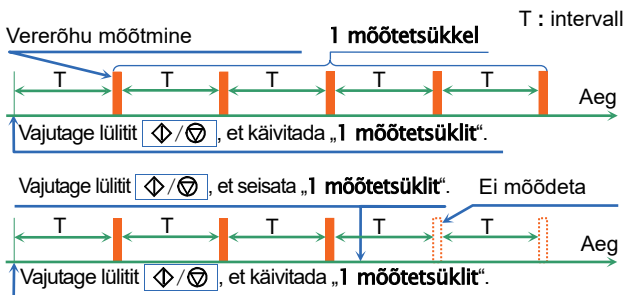 T : intervall
Vererõhu mõõtmine
1 mõõtetsükkel
T T T T T
Aeg
Vajutage lülitit /, et käivitada „1 mõõtetsüklit“.
Vajutage lülitit /, et seisata „1 mõõtetsüklit“.
Ei mõõdeta
T T T T T
Aeg
Vajutage lülitit /, et käivitada „1 mõõtetsüklit“.